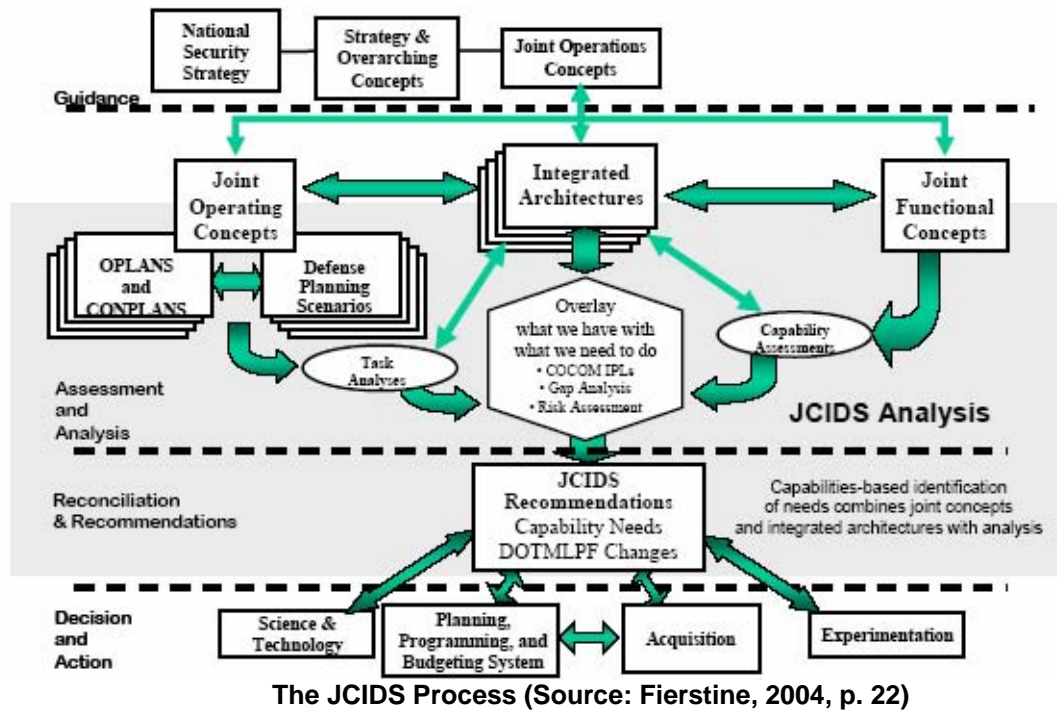 National
Security
Strategy
Strategy &
Overarching
Concepts
Joint Operations
Concepts
Guidance
Joint
Operating
Concepts
Integrated
Architectures
Joint
Functional
Concepts
OPLANS
and
CONPLANS
Defense
Planning
Scenarios
Overlay
what we have with
what we need to do
• COCOM IPLs
• Gap Analysis
• Risk Assessment
Task
Analyses
Capability
Assessments
Assessment
and
Analysis
JCIDS Analysis
Reconciliation
& Recommendations
JCIDS
Recommendations
Capability Needs
DOTMLPF Changes
Capabilities-based identification
of needs combines joint concepts
and integrated architectures with analysis
Decision
and
Action
Science &
Technology
Planning,
Programming, and
Budgeting System
Acquisition
Experimentation
The JCIDS Process (Source: Fierstine, 2004, p. 22)